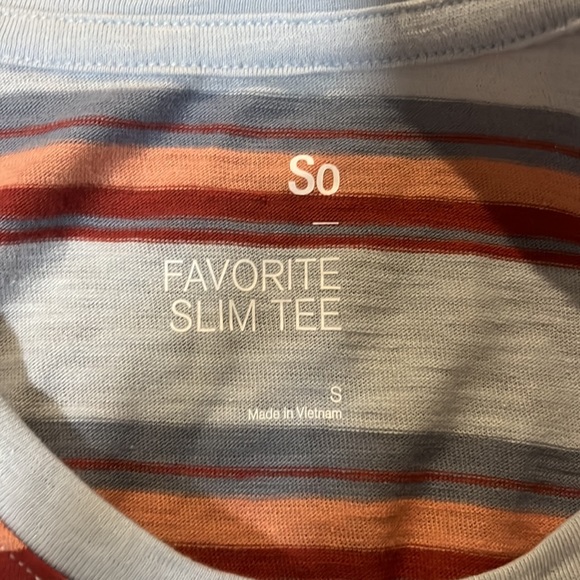 So
FAVORITE
SLIM TEE
S
Made in Vietnam